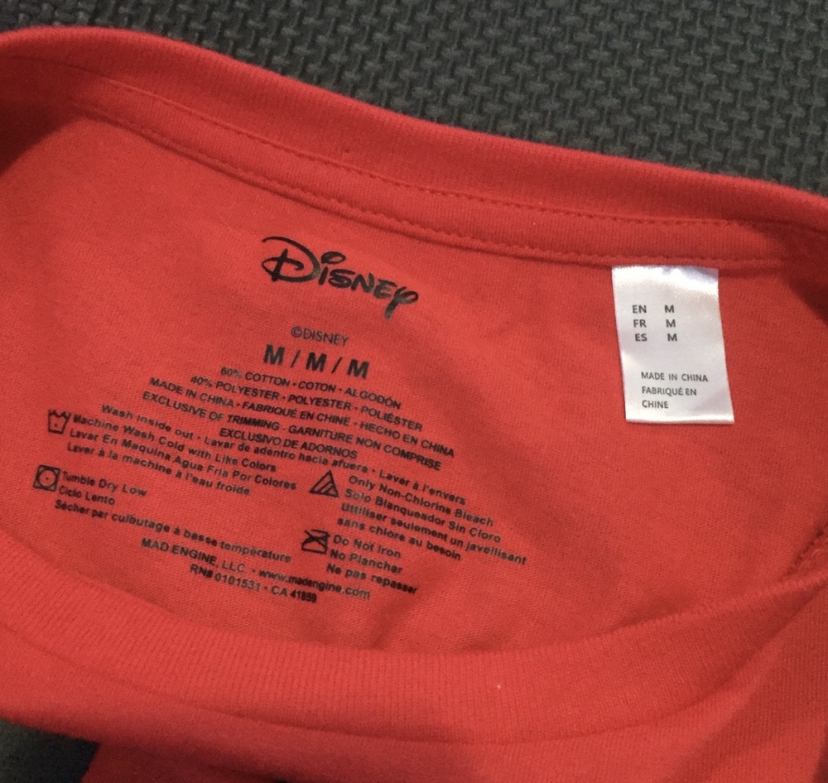 Disney
©DISNEY
M / M / M
60% COTTON • COTON • ALGODÓN
40% POLYESTER • POLYESTER • POLIÉSTER
MADE IN CHINA • FABRIQUÉ EN CHINE • HECHO EN CHINA
EXCLUSIVE OF TRIMMING • GARNITURE NON COMPRISE
EXCLUSIVO DE ADORNOS
Wash inside out • Lavar de adentro hacia afuera • Laver à l'envers
Machine Wash Cold with Like Colors
Lavar En Maquina Agua Fria Por Colores
Laver à la machine à l'eau froide
Only Non-Chlorine Bleach
Solo Blanqueador Sin Cloro
Utiliser seulement un javellisant
sans chlore au besoin
Tumble Dry Low
Ciclo Lento
Sécher par culbutage à basse température
Do Not Iron
No Planchar
Ne pas repasser
MAD ENGINE, LLC. • www.madengine.com
RN# 0101531 • CA 41859
EN M
FR M
ES M
MADE IN CHINA
FABRIQUÉ EN
CHINE